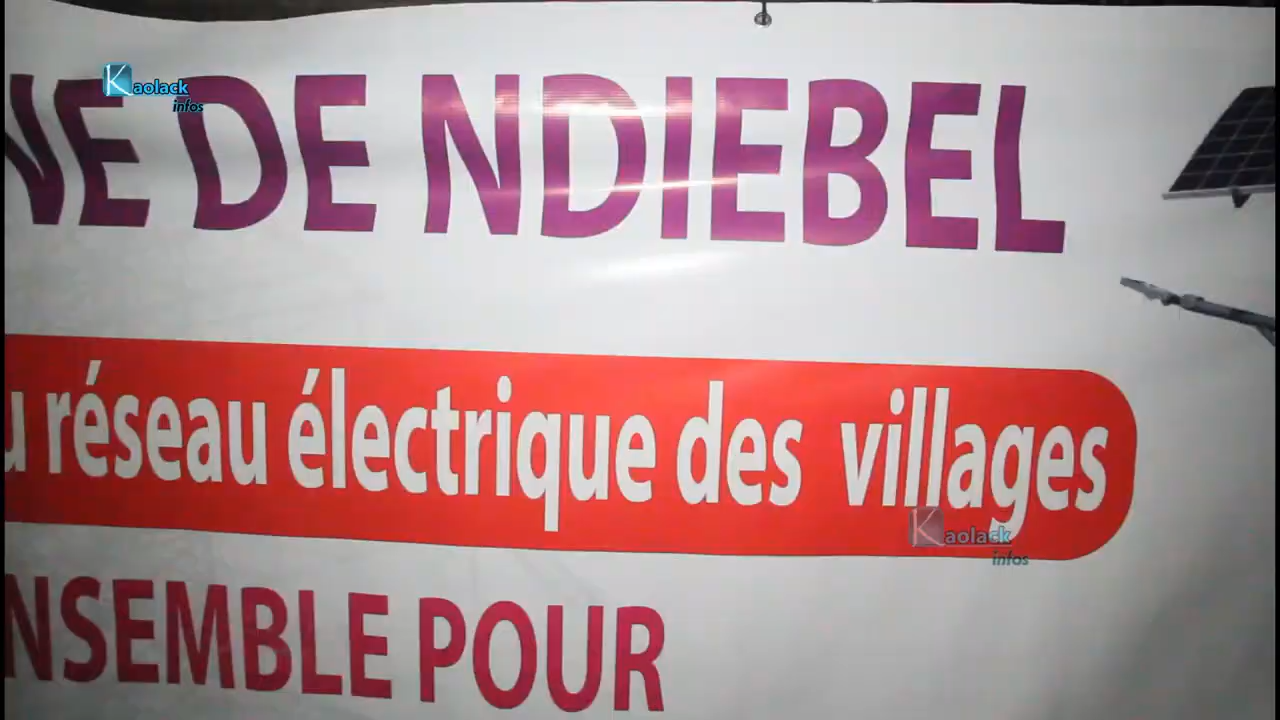 Kaolack
infos
NE DE NDIEBEL
u réseau électrique des villages
Kaolack
infos
NSEMBLE POUR